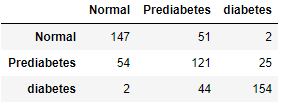 Normal Prediabetes diabetes
Normal 147 51 2
Prediabetes 54 121 25
diabetes 2 44 154